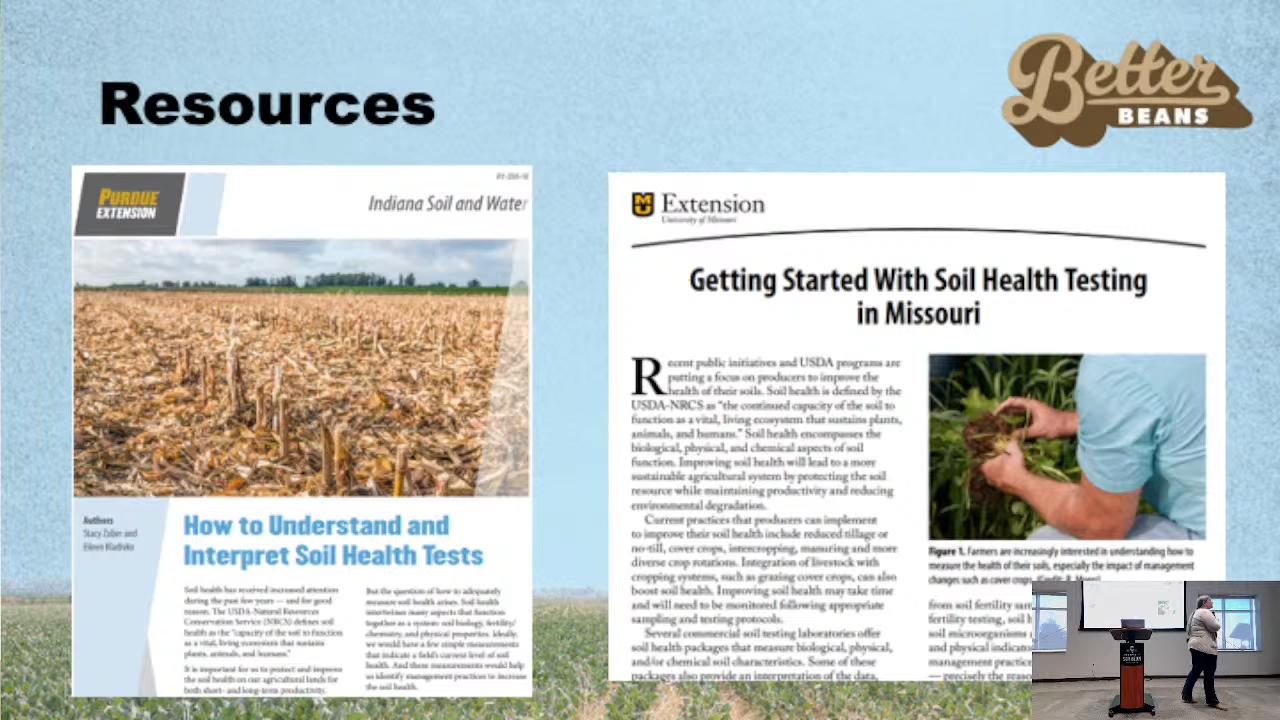 Resources
Better
BEANS
PURDUE
EXTENSION
Indiana Soil and Water
Authors
Stacy Zuber and
Eileen Kladivko
How to Understand and
Interpret Soil Health Tests
Soil health has received increased attention
during the past few years — and for good
reason. The USDA-Natural Resources
Conservation Service (NRCS) defines soil
health as the "capacity of the soil to function
as a vital, living ecosystem that sustains
plants, animals, and humans."
It is important for us to protect and improve
the soil health on our agricultural lands for
both short- and long-term productivity.
But the question of how to adequately
measure soil health arises. Soil health
intertwines many aspects that function
together as a system: soil biology, fertility/
chemistry, and physical properties. Ideally,
we would have a few simple measurements
that indicate a field's current level of soil
health. And these measurements would help
us identify management practices to increase
the soil health.
MU
Extension
University of Missouri
Getting Started With Soil Health Testing
in Missouri
Recent public initiatives and USDA programs are
putting a focus on producers to improve the
health of their soils. Soil health is defined by the
USDA-NRCS as "the continued capacity of the soil to
function as a vital, living ecosystem that sustains plants,
animals, and humans." Soil health encompasses the
biological, physical, and chemical aspects of soil
function. Improving soil health will lead to a more
sustainable agricultural system by protecting the soil
resource while maintaining productivity and reducing
environmental degradation.
Current practices that producers can implement
to improve their soil health include reduced tillage or
no-till, cover crops, intercropping, manuring and more
diverse crop rotations. Integration of livestock with
cropping systems, such as grazing cover crops, can also
boost soil health. Improving soil health may take time
and will need to be monitored following appropriate
sampling and testing protocols.
Several commercial soil testing laboratories offer
soil health packages that measure biological, physical,
and/or chemical soil characteristics. Some of these
packages also provide an interpretation of the data,
Figure 1. Farmers are increasingly interested in understanding how to
measure the health of their soils, especially the impact of management
changes such as cover crops.
from soil fertility
fertility testing, soil
soil microorganisms
and physical
management practice
— precisely the
SOYBEAN